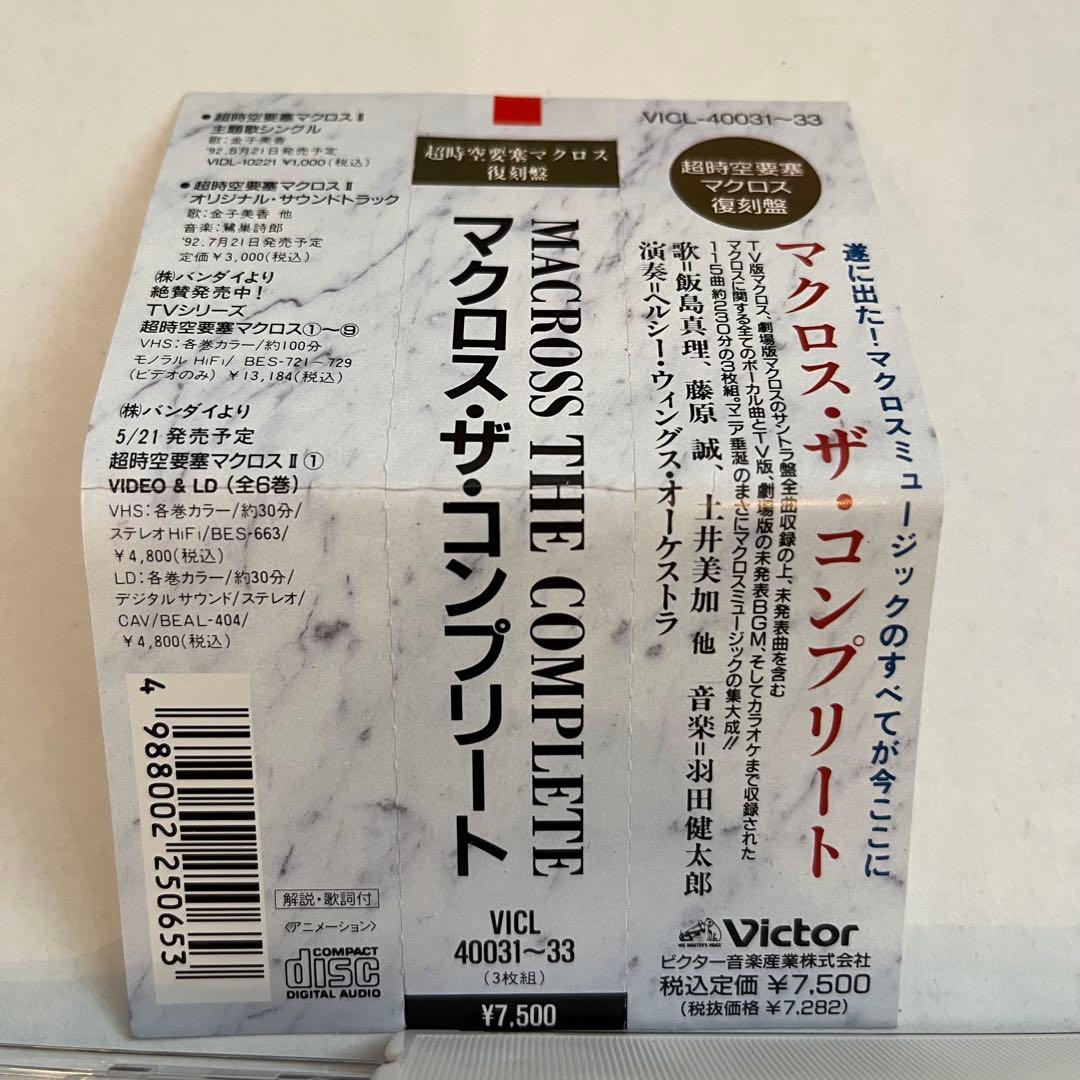 ● 超時空要塞マクロスⅡ
主題歌シングル
歌:金子美香
'92.5月21日発売予定
VIDL-10221 ¥1,000(税込)
● 超時空要塞マクロスⅡ
オリジナル・サウンドトラック
歌:金子美香 他
音楽:鷺巣詩郎
'92.7月21日発売予定
定価 ¥3,000(税込)
㈱バンダイより
絶賛発売中!
TVシリーズ
超時空要塞マクロス①〜⑨
VHS:各巻カラー/約100分
モノラル HiFi/ BES-721〜729
(ビデオのみ) ¥13,184(税込)
㈱バンダイより
5/21発売予定
超時空要塞マクロスⅡ①
VIDEO & LD (全6巻)
VHS:各巻カラー/約30分/
ステレオHiFi/BES-663/
¥4,800(税込)
LD:各巻カラー/約30分/
デジタルサウンド/ステレオ/
CAV/BEAL-404/
¥4,800(税込)
4 988002 250653
解説・歌詞付
〈アニメーション〉
COMPACT
disc
DIGITAL AUDIO
超時空要塞マクロス
復刻盤
MACROSS THE COMPLETE
マクロス・ザ・コンプリート
VICL
40031〜33
(3枚組)
¥7,500
VICL-40031〜33
超時空要塞
マクロス
復刻盤
遂に出た!マクロスミュージックのすべてが今ここに
マクロス・ザ・コンプリート
TV版マクロス、劇場版マクロスのサントラ盤全曲収録の上、未発表曲を含む
マクロスに関する全てのボーカル曲とTV版、劇場版の未発表BGM、そしてカラオケまで収録された
115曲約230分の3枚組。マニア垂涎のまさにマクロスミュージックの集大成!!
歌=飯島真理、藤原 誠、土井美加 他 音楽=羽田健太郎
演奏=ヘルシー・ウィングス・オーケストラ
HIS MASTER'S VOICE
Victor
ビクター音楽産業株式会社
税込定価 ¥7,500
(税抜価格 ¥7,282)